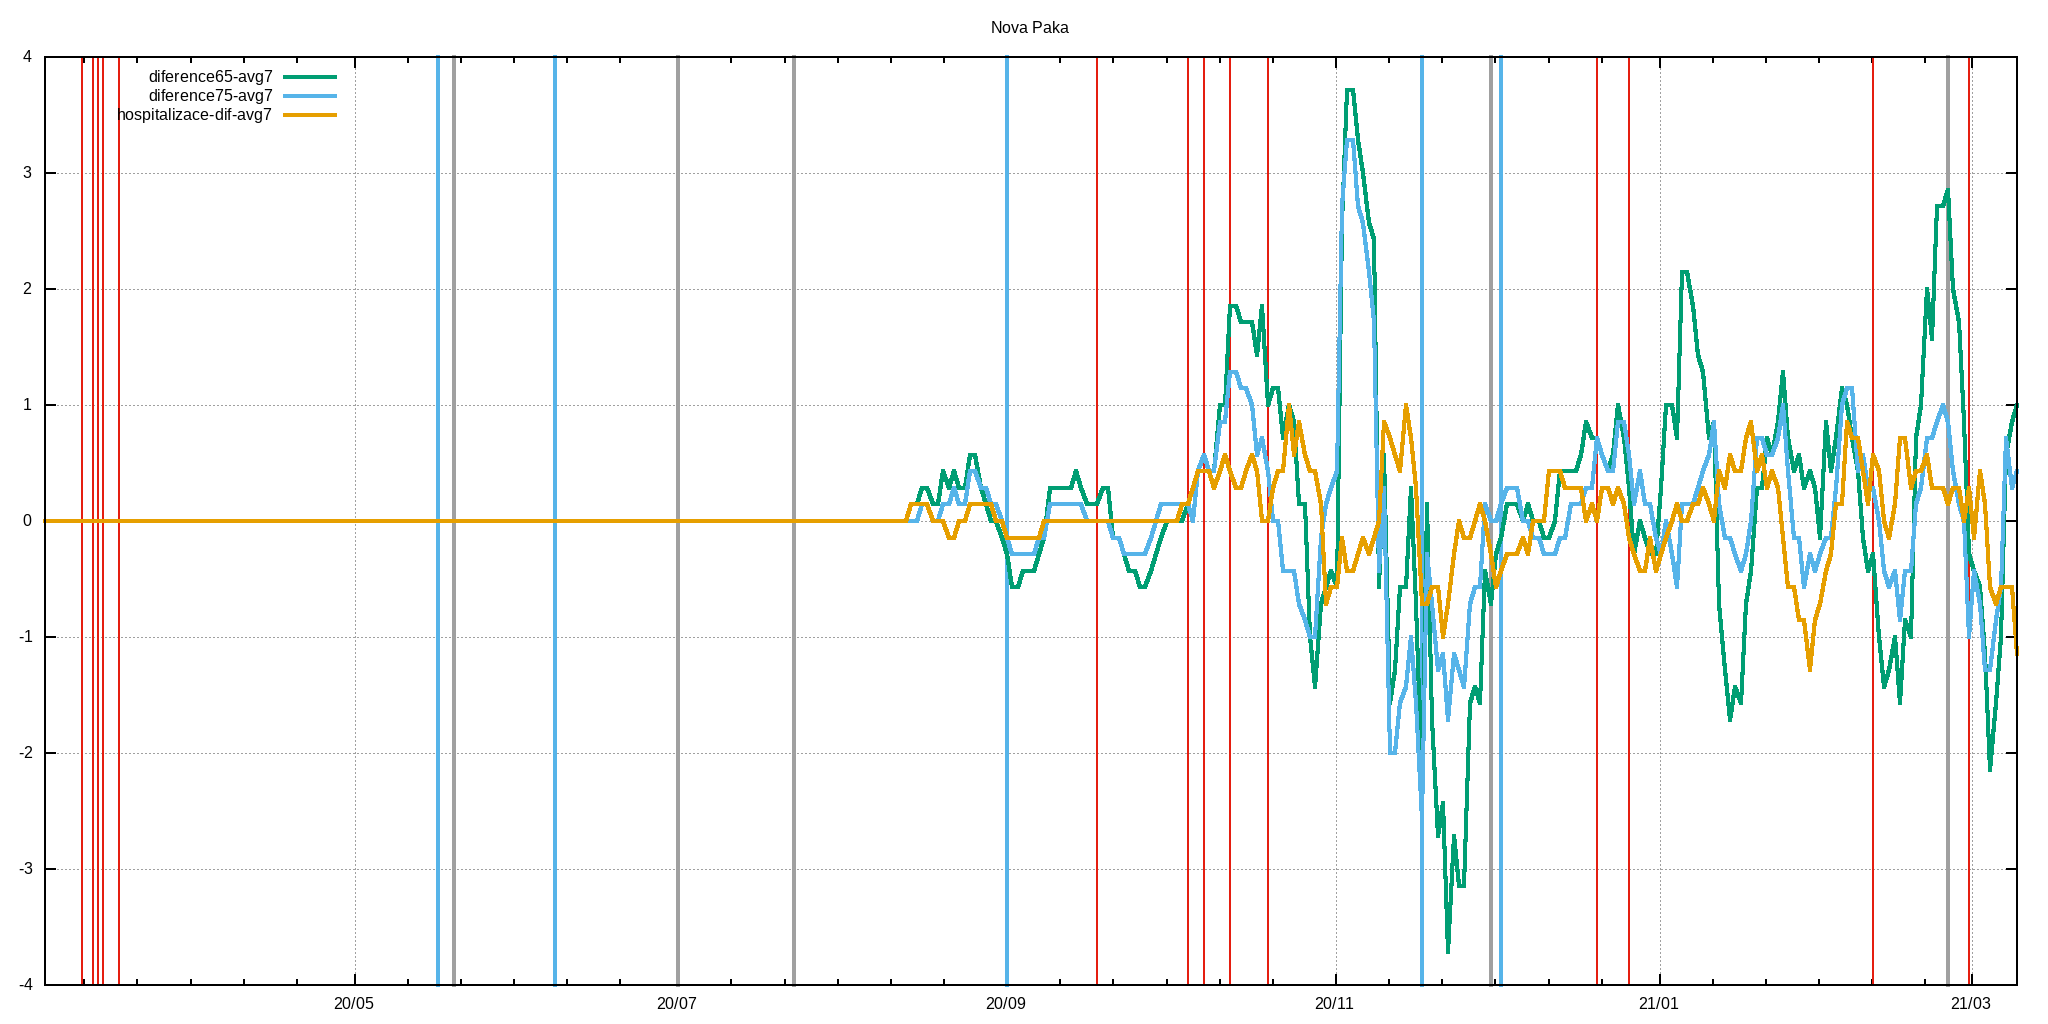 Nova Paka
diference65-avg7
diference75-avg7
hospitalizace-dif-avg7
4
3
2
1
0
-1
-2
-3
-4
20/05 20/07 20/09 20/11 21/01 21/03